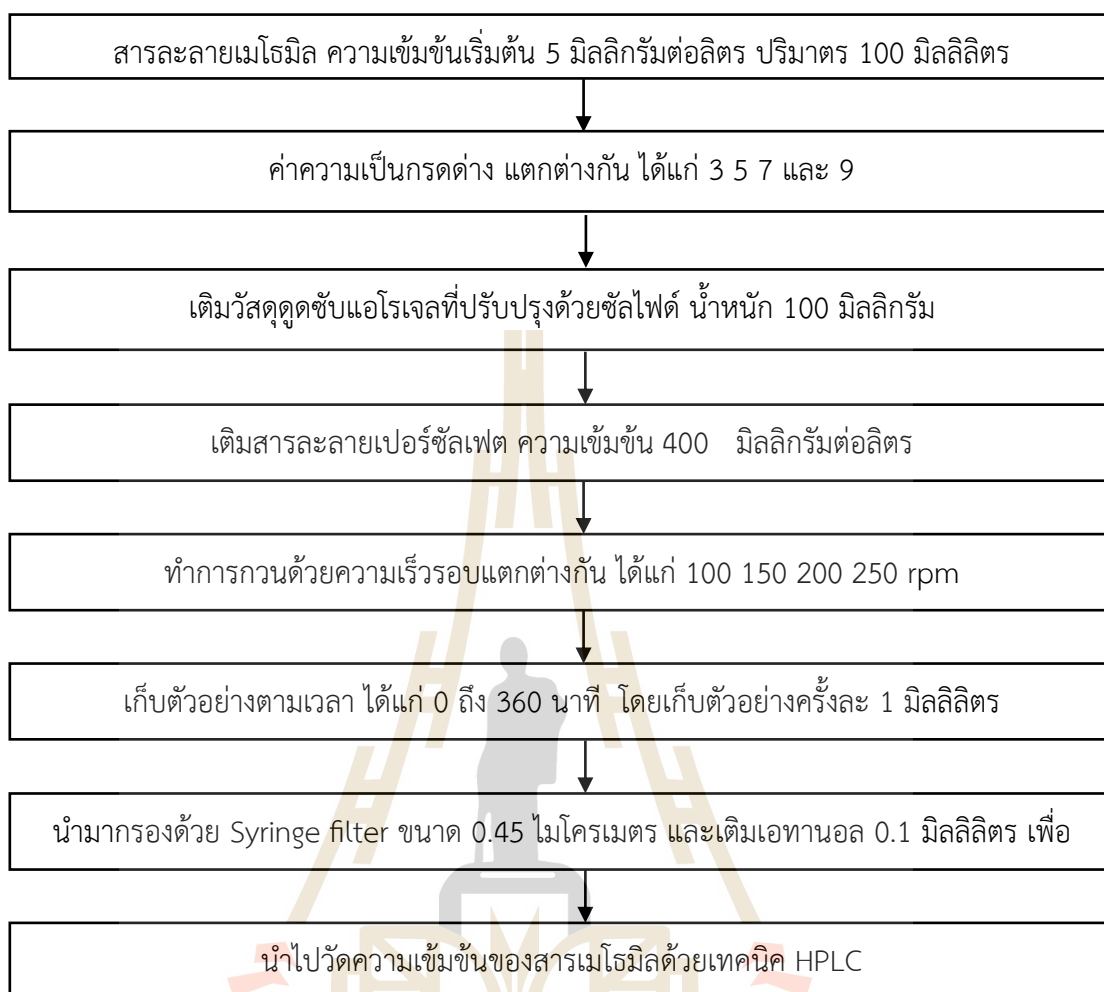 สารละลายเมโธมิล ความเข้มข้นเริ่มต้น 5 มิลลิกรัมต่อลิตร ปริมาตร 100 มิลลิลิตร
ค่าความเป็นกรดด่าง แตกต่างกัน ได้แก่ 3 5 7 และ 9
เติมวัสดุดูดซับแอโรเจลที่ปรับปรุงด้วยซัลไฟด์ น้ำหนัก 100 มิลลิกรัม
เติมสารละลายเปอร์ซัลเฟต ความเข้มข้น 400 มิลลิกรัมต่อลิตร
ทำการกวนด้วยความเร็วรอบแตกต่างกัน ได้แก่ 100 150 200 250 rpm
เก็บตัวอย่างตามเวลา ได้แก่ 0 ถึง 360 นาที โดยเก็บตัวอย่างครั้งละ 1 มิลลิลิตร
นำมากรองด้วย Syringe filter ขนาด 0.45 ไมโครเมตร และเติมเอทานอล 0.1 มิลลิลิตร เพื่อ
นำไปวัดความเข้มข้นของสารเมโธมิลด้วยเทคนิค HPLC